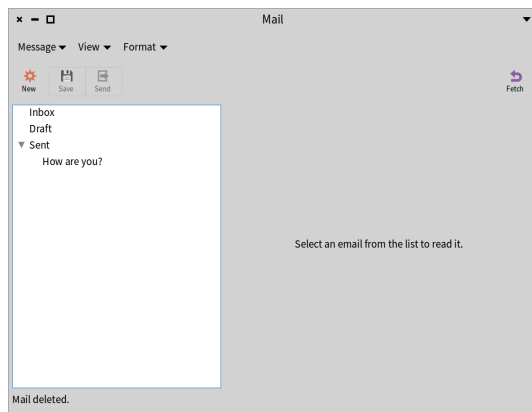 Mail
Message View Format
New Save Send Fetch
Inbox
Draft
Sent
How are you?
Select an email from the list to read it.
Mail deleted.